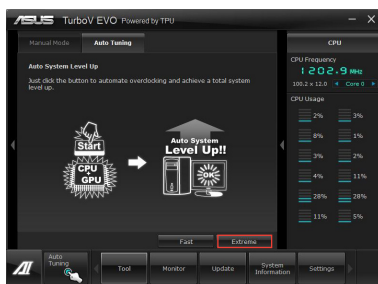 ASUS TurboV EVO Powered by TPU
Manual Mode
Auto Tuning
Auto System Level Up
Just click the button to automate overclocking and achieve a total system
level up.
Start
CPU
GPU
Auto System
Level Up!!
OK
Fast
Extreme
CPU
CPU Frequency
1202.9 MHz
100.2 x 12.0 Core 0
CPU Usage
2% 3%
8% 1%
3% 2%
4% 11%
28% 28%
11% 5%
Auto
Tuning
Tool
Monitor
Update
System
Information
Settings